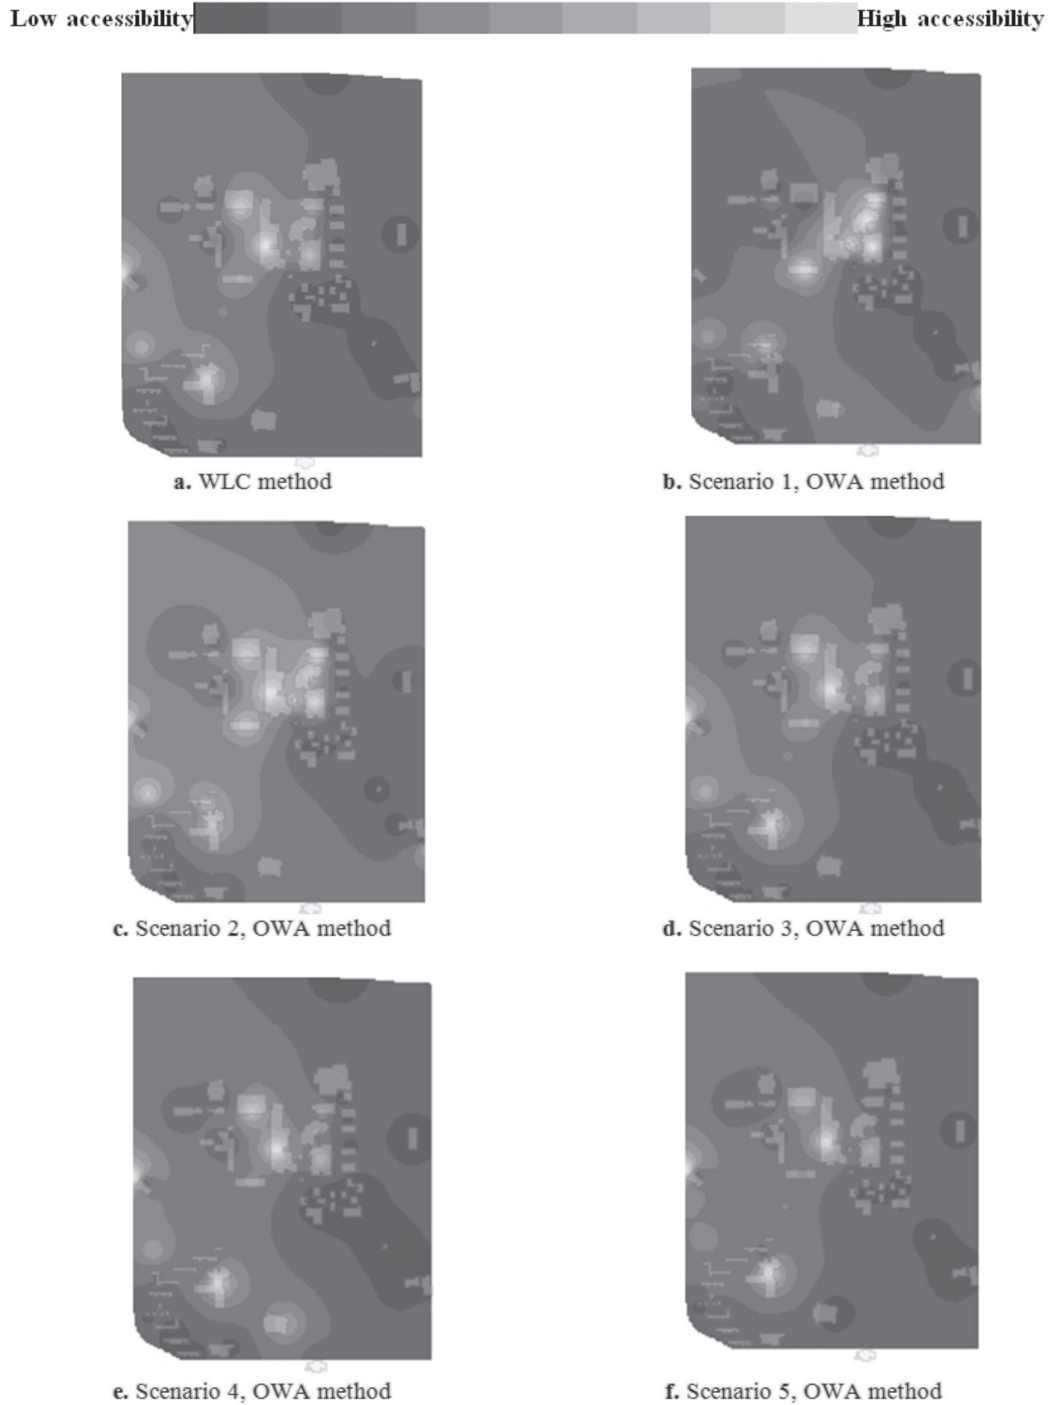 Low accessibility High accessibility
a. WLC method
b. Scenario 1, OWA method
c. Scenario 2, OWA method
d. Scenario 3, OWA method
e. Scenario 4, OWA method
f. Scenario 5, OWA method